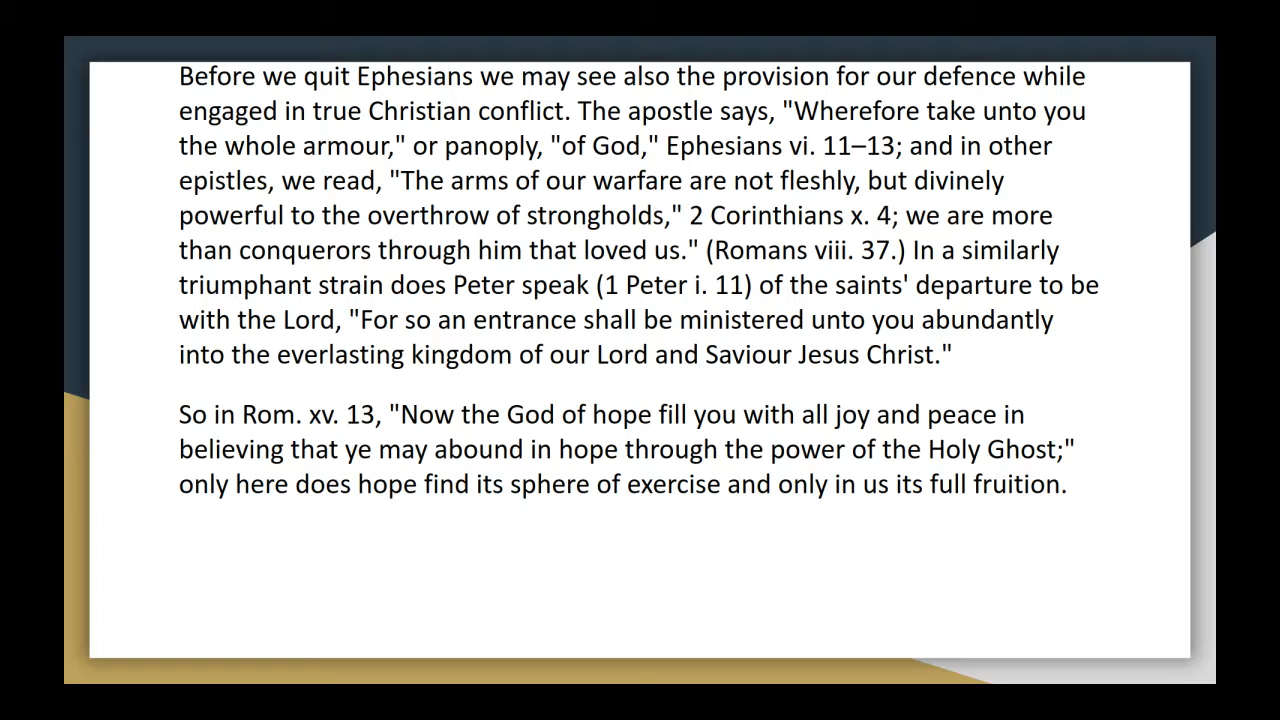 Before we quit Ephesians we may see also the provision for our defence while
engaged in true Christian conflict. The apostle says, "Wherefore take unto you
the whole armour," or panoply, "of God," Ephesians vi. 11–13; and in other
epistles, we read, "The arms of our warfare are not fleshly, but divinely
powerful to the overthrow of strongholds," 2 Corinthians x. 4; we are more
than conquerors through him that loved us." (Romans viii. 37.) In a similarly
triumphant strain does Peter speak (1 Peter i. 11) of the saints' departure to be
with the Lord, "For so an entrance shall be ministered unto you abundantly
into the everlasting kingdom of our Lord and Saviour Jesus Christ."
So in Rom. xv. 13, "Now the God of hope fill you with all joy and peace in
believing that ye may abound in hope through the power of the Holy Ghost;"
only here does hope find its sphere of exercise and only in us its full fruition.